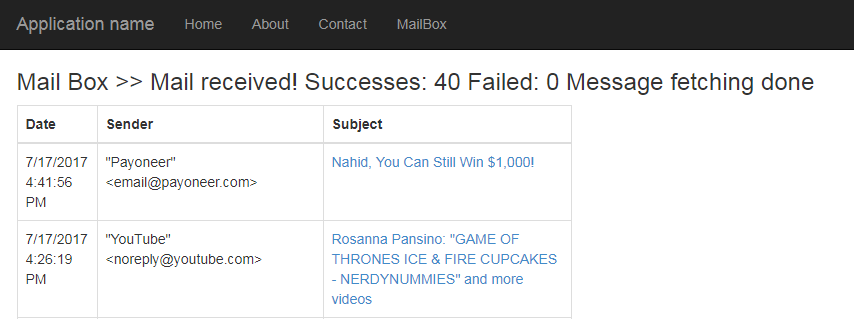 Application name Home About Contact MailBox
Mail Box >> Mail received! Successes: 40 Failed: 0 Message fetching done
Date Sender Subject
7/17/2017 "Payoneer" Nahid, You Can Still Win $1,000!
4:41:56 <email@payoneer.com>
PM
7/17/2017 "YouTube" Rosanna Pansino: "GAME OF
4:26:19 <noreply@youtube.com> THRONES ICE & FIRE CUPCAKES
PM - NERDYNUMMIES" and more
videos